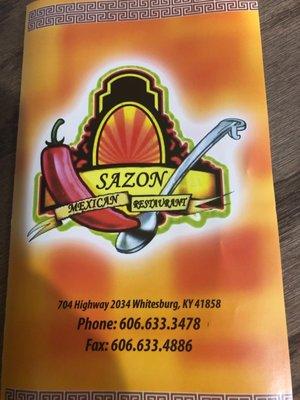 SAZON
MEXICAN RESTAURANT
704 Highway 2034 Whitesburg, KY 41858
Phone: 606.633.3478
Fax: 606.633.4886